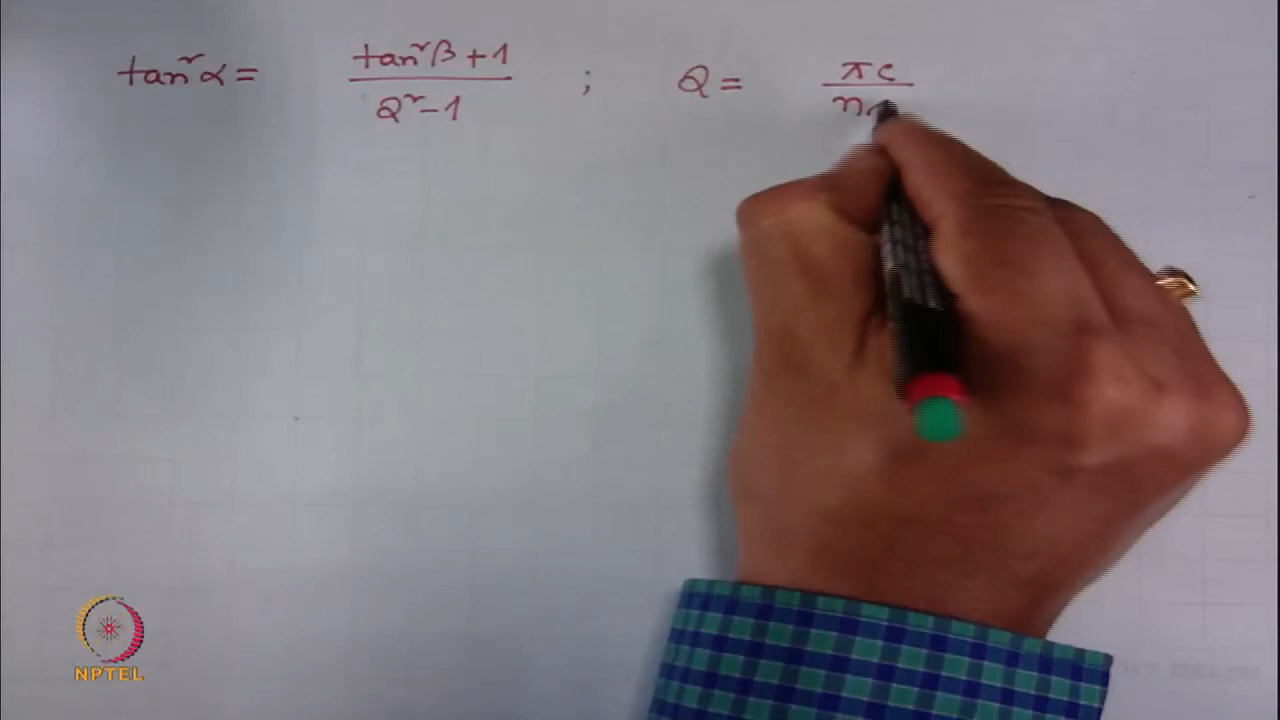 tan²α = (tan²β + 1)/(Q² - 1) ; Q = πc/n
NPTEL